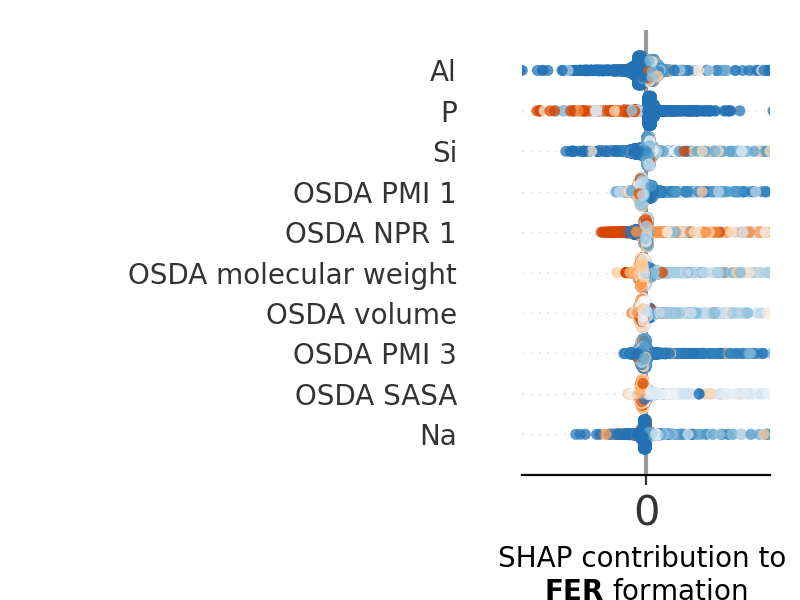 Al
P
Si
OSDA PMI 1
OSDA NPR 1
OSDA molecular weight
OSDA volume
OSDA PMI 3
OSDA SASA
Na
0
SHAP contribution to
FER formation